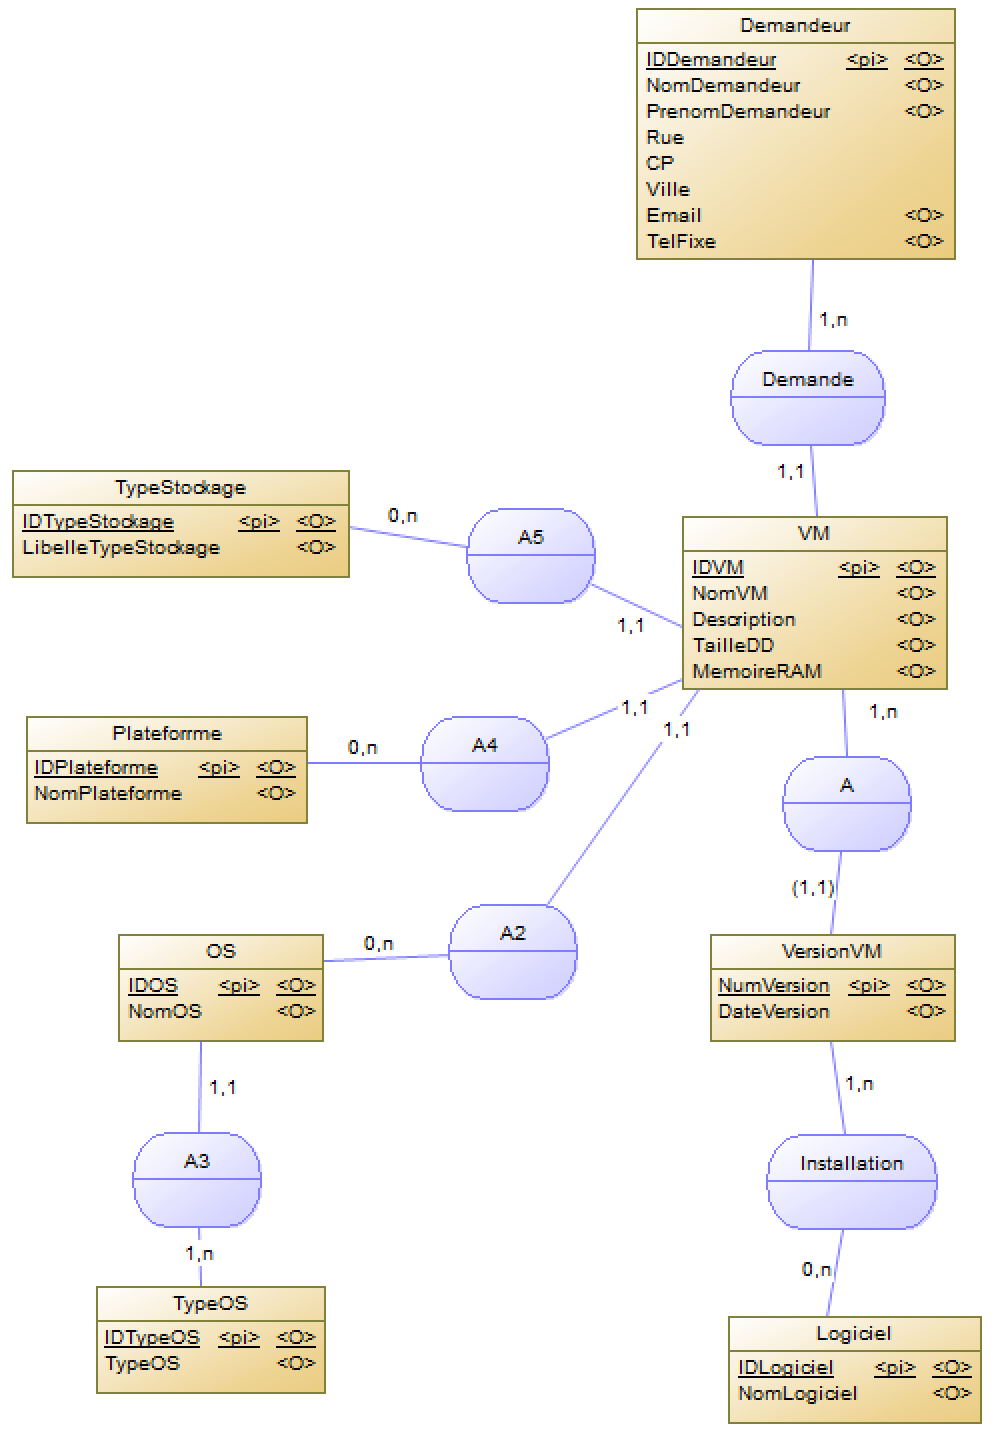 Demandeur
IDDemandeur <pi> <O>
NomDemandeur <O>
PrenomDemandeur <O>
Rue
CP
Ville
Email <O>
TelFixe <O>
1,n
Demande
1,1
TypeStockage
IDTypeStockage <pi> <O>
LibelleTypeStockage <O>
0,n
A5
1,1
VM
IDVM <pi> <O>
NomVM <O>
Description <O>
TailleDD <O>
MemoireRAM <O>
Plateforrme
IDPlateforme <pi> <O>
NomPlateforme <O>
0,n
A4
1,1
1,1
1,n
A
(1,1)
OS
IDOS <pi> <O>
NomOS <O>
0,n
A2
VersionVM
NumVersion <pi> <O>
DateVersion <O>
1,1
A3
1,n
1,n
Installation
0,n
TypeOS
IDTypeOS <pi> <O>
TypeOS <O>
Logiciel
IDLogiciel <pi> <O>
NomLogiciel <O>